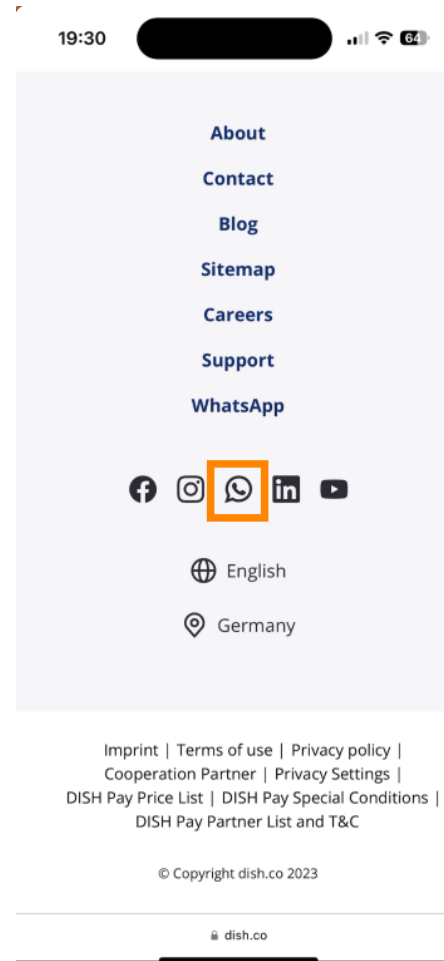 19:30
64
About
Contact
Blog
Sitemap
Careers
Support
WhatsApp
in
English
Germany
Imprint | Terms of use | Privacy policy |
Cooperation Partner | Privacy Settings |
DISH Pay Price List | DISH Pay Special Conditions |
DISH Pay Partner List and T&C
© Copyright dish.co 2023
dish.co